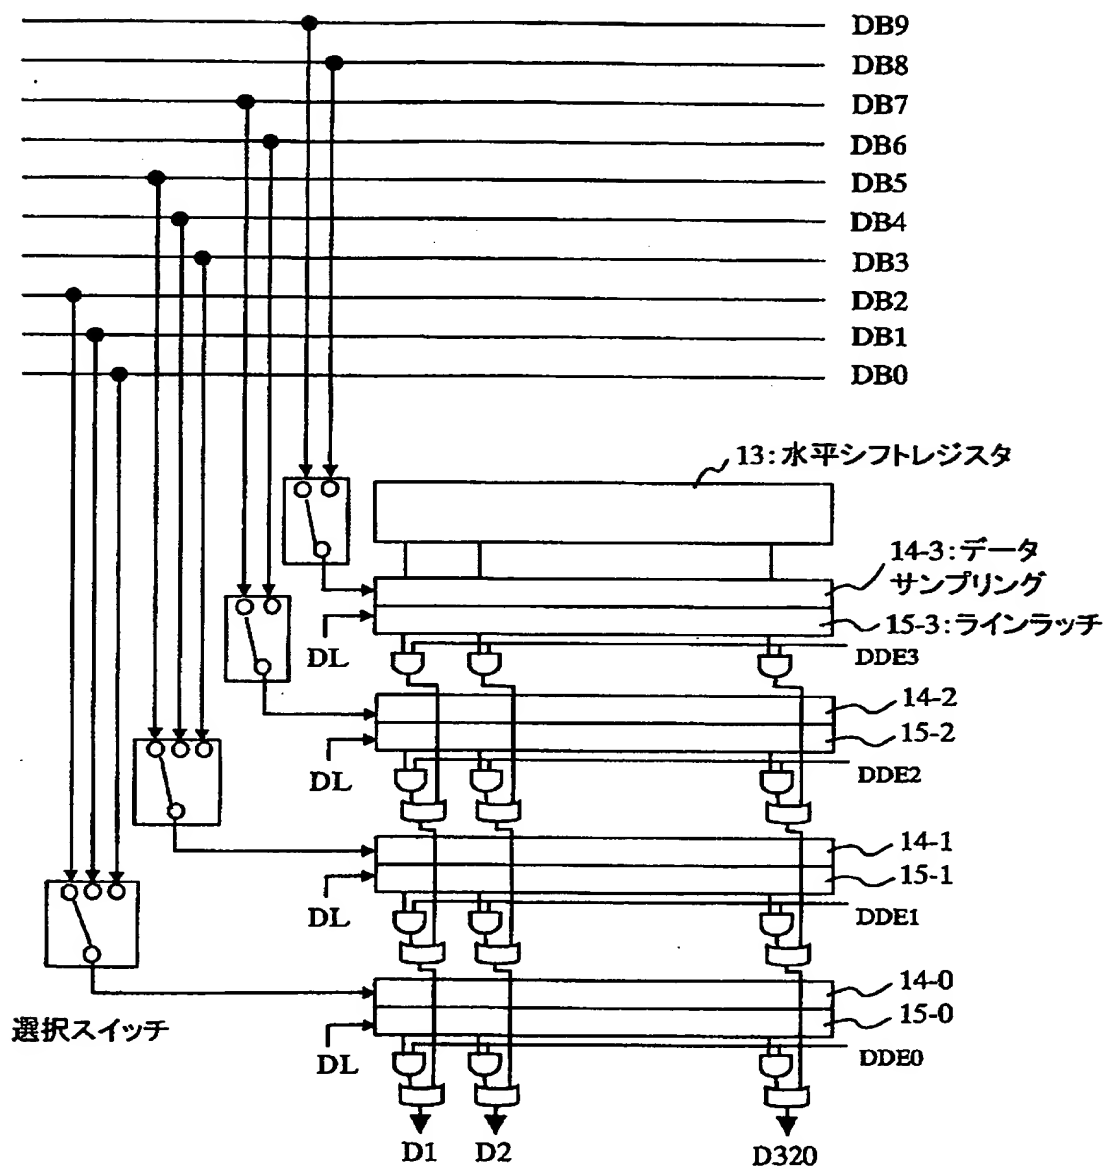 DB9
DB8
DB7
DB6
DB5
DB4
DB3
DB2
DB1
DB0
13:水平シフトレジスタ
14-3:データ
サンプリング
15-3:ラインラッチ
DL
DDE3
14-2
15-2
DL
DDE2
14-1
15-1
DL
DDE1
14-0
15-0
選択スイッチ
DL
DDE0
D1
D2
D320